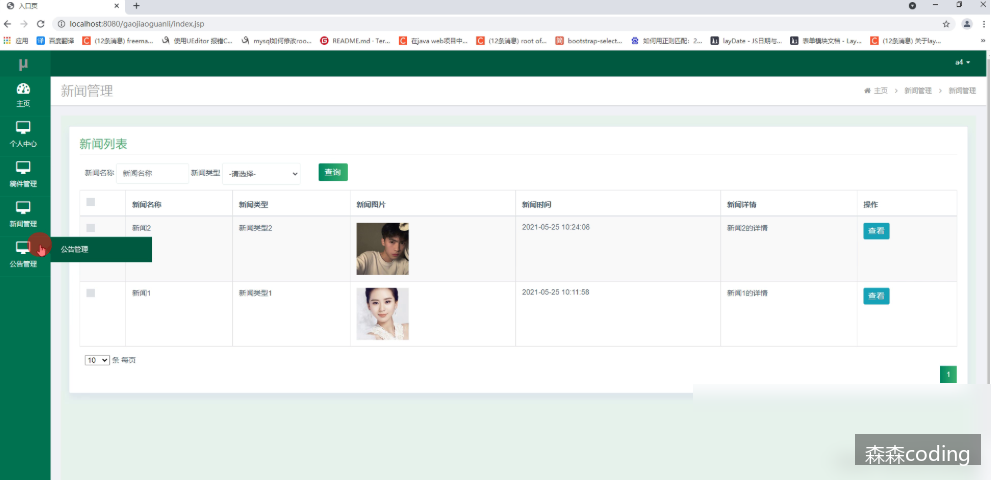 入口页
localhost:8080/gaojiaoguanli/index.jsp
应用 百度翻译 (12条消息) freema... 使用UEditor 报错C... mysql如何修改roo... README.md · Ter... 在java web项目中... (12条消息) root of... bootstrap-select... 如何用正则匹配：2... layDate - JS日期与... 表单模块文档 - Lay... (12条消息) 关于lay...
μ
a4
主页
新闻管理
主页 > 新闻管理 > 新闻管理
个人中心
稿件管理
新闻管理
公告管理
公告管理
新闻列表
新闻名称 新闻名称 新闻类型 -请选择- 查询
新闻名称 新闻类型 新闻图片 新闻时间 新闻详情 操作
新闻2 新闻类型2 2021-05-25 10:24:08 新闻2的详情 查看
新闻1 新闻类型1 2021-05-25 10:11:58 新闻1的详情 查看
10 条 每页
1
森森coding